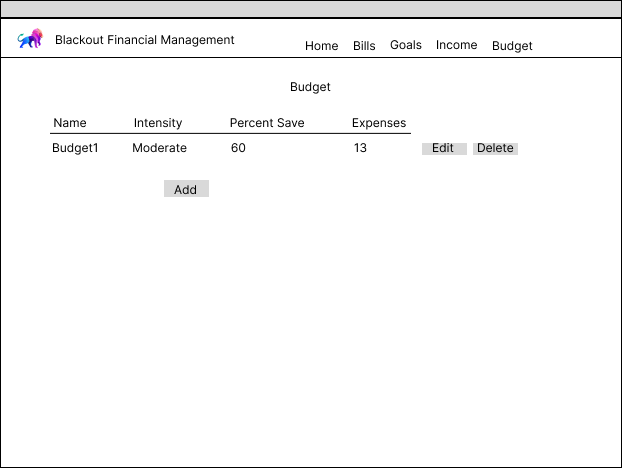 Blackout Financial Management Home Bills Goals Income Budget
Budget
Name Intensity Percent Save Expenses
Budget1 Moderate 60 13 Edit Delete
Add